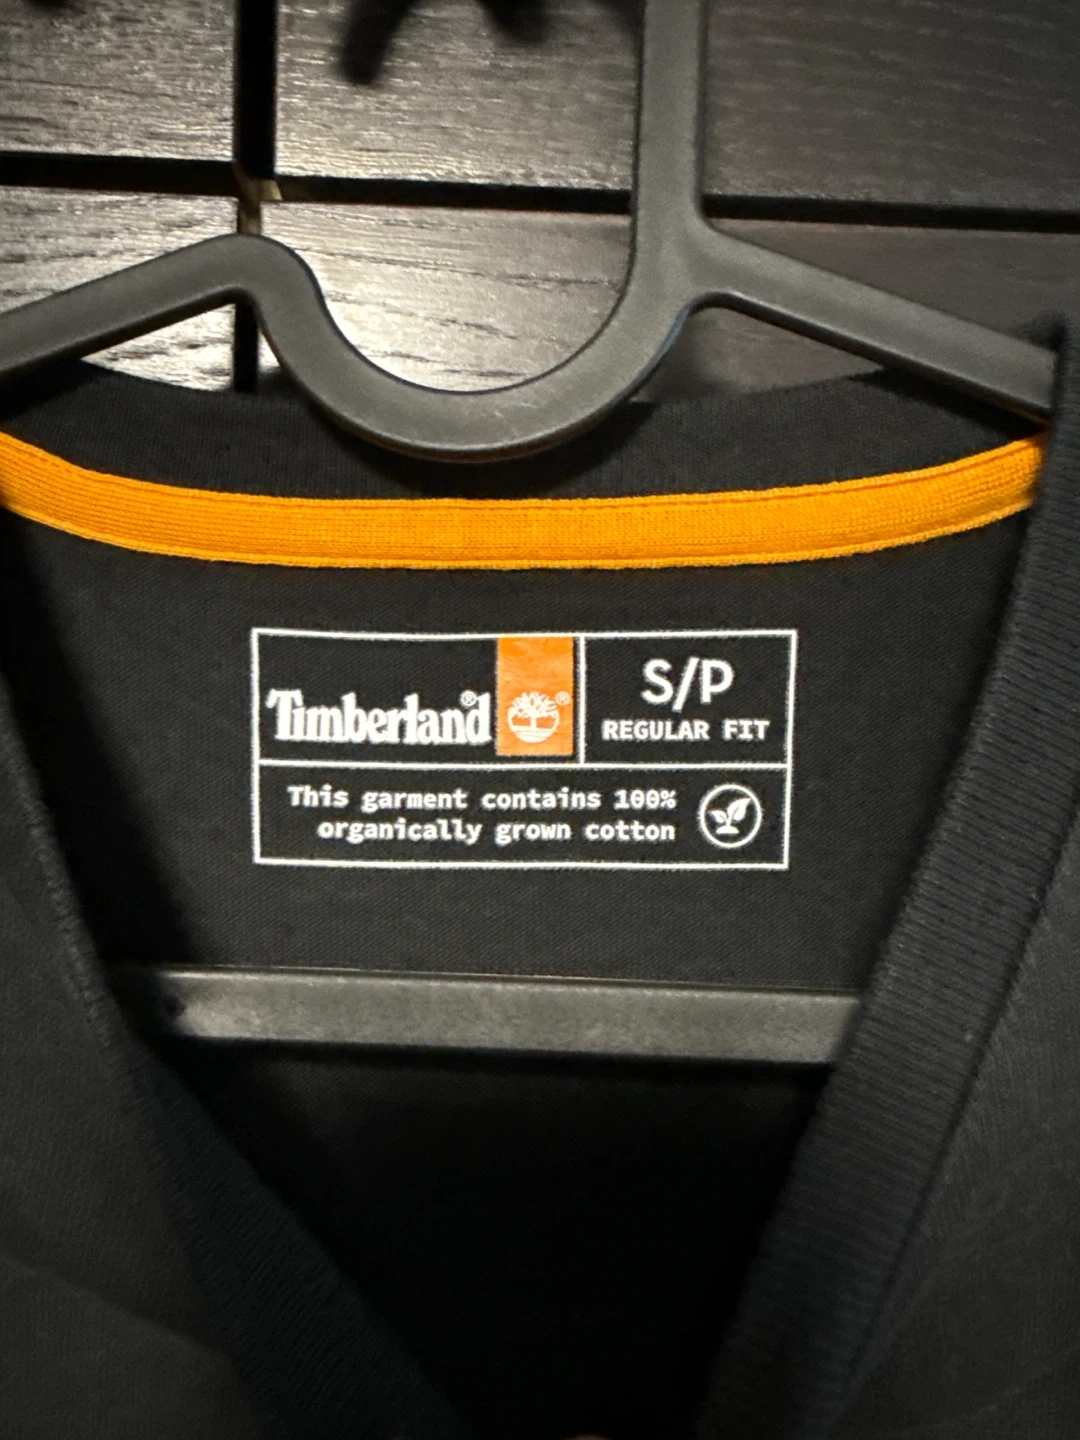 Timberland®
®
S/P
REGULAR FIT
This garment contains 100%
organically grown cotton